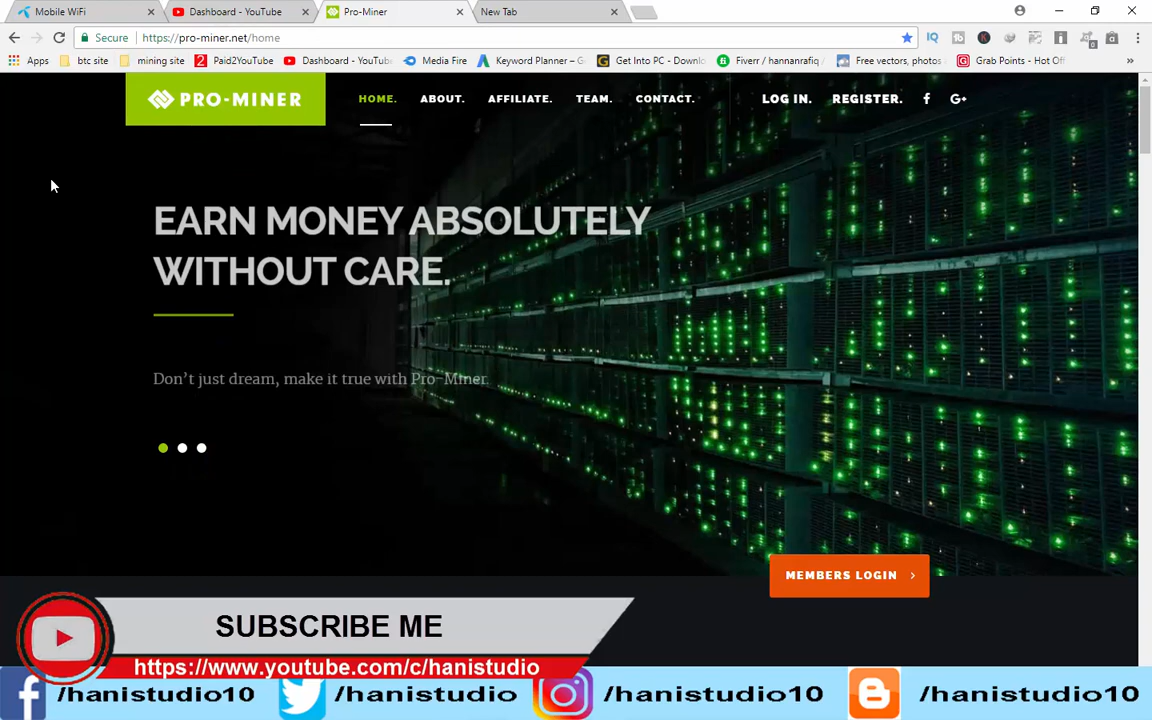 Mobile WiFi
Dashboard - YouTube
Pro-Miner
New Tab
Secure
https://pro-miner.net/home
Apps
btc site
mining site
Paid2YouTube
Dashboard - YouTube
Media Fire
Keyword Planner – G
Get Into PC - Downlo
Fiverr / hannanrafiq /
Free vectors, photos
Grab Points - Hot Off
PRO-MINER
HOME.
ABOUT.
AFFILIATE.
TEAM.
CONTACT.
LOG IN.
REGISTER.
EARN MONEY ABSOLUTELY
WITHOUT CARE.
Don't just dream, make it true with Pro-Miner.
MEMBERS LOGIN
SUBSCRIBE ME
https://www.youtube.com/c/hanistudio
/hanistudio10
/hanistudio
/hanistudio10
/hanistudio10